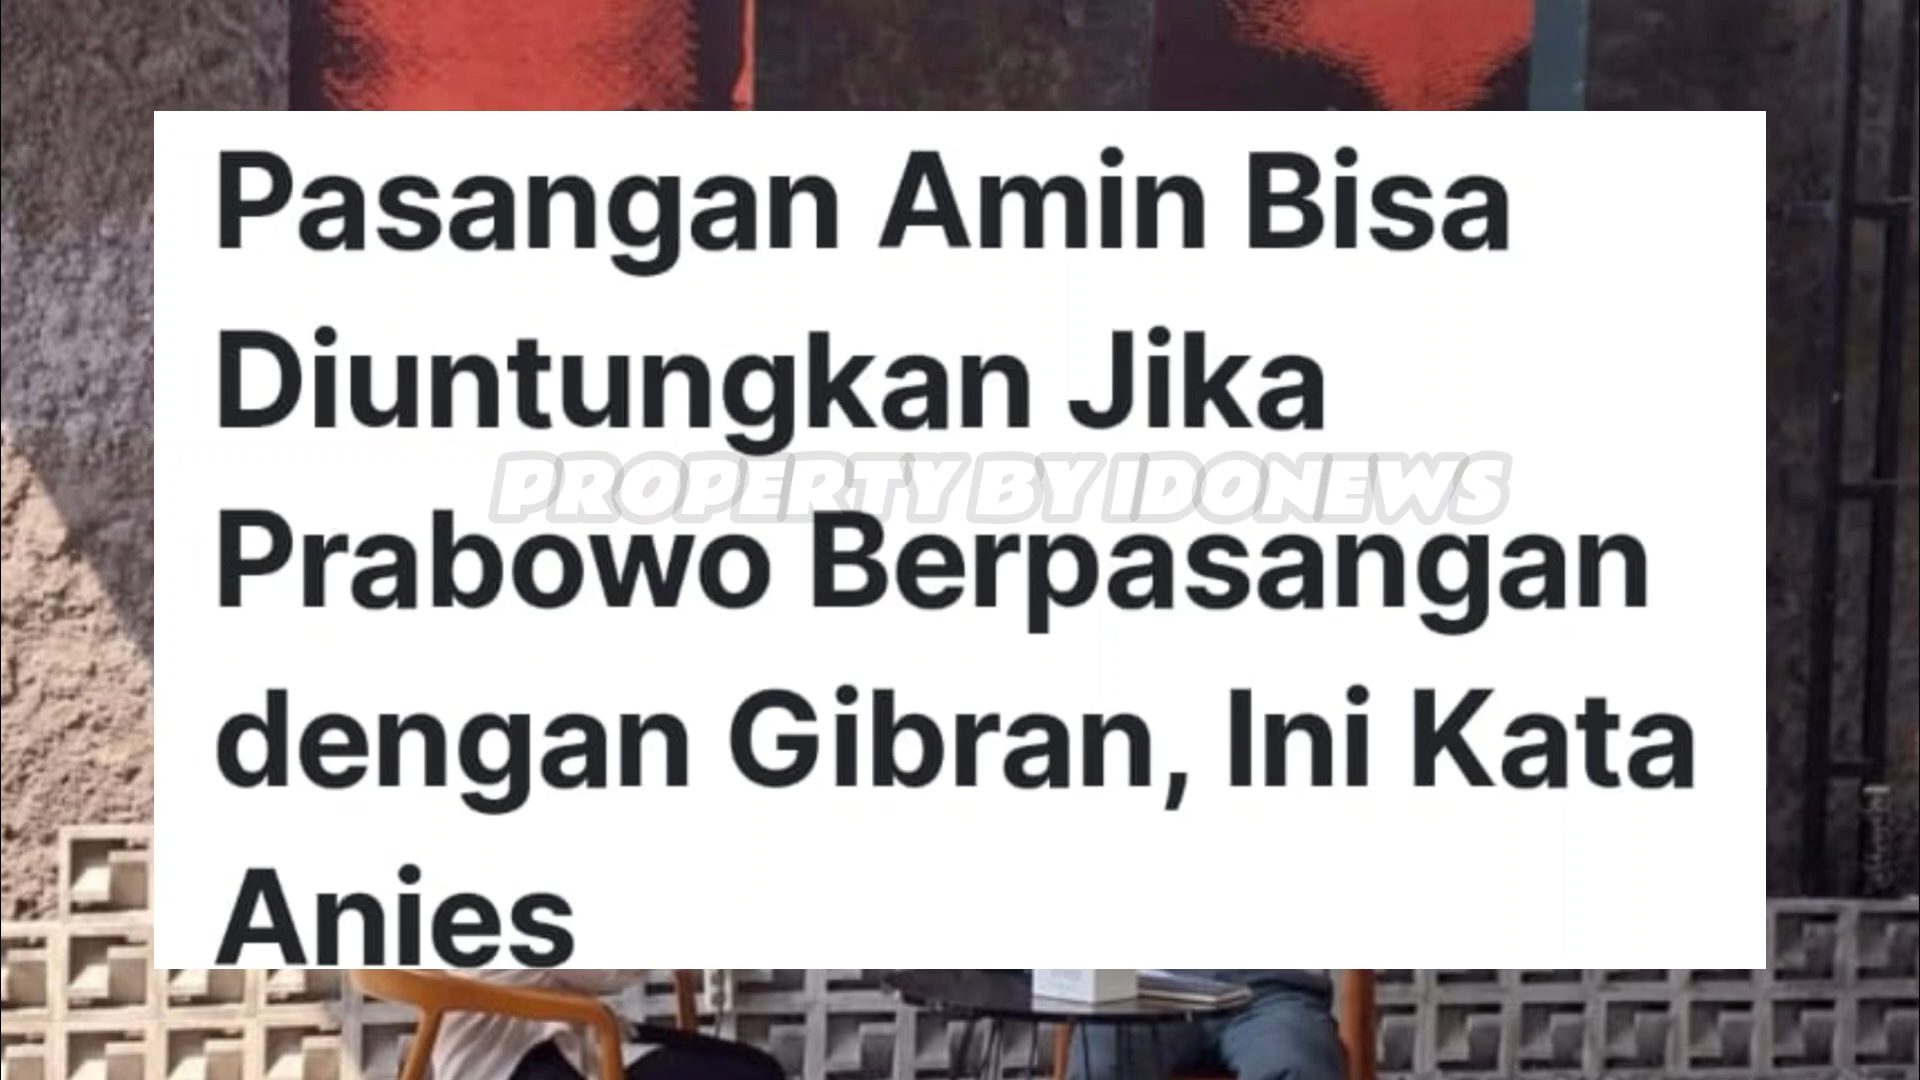 Pasangan Amin Bisa
Diuntungkan Jika
PROPERTY BY IDONEWS
Prabowo Berpasangan
dengan Gibran, Ini Kata
Anies